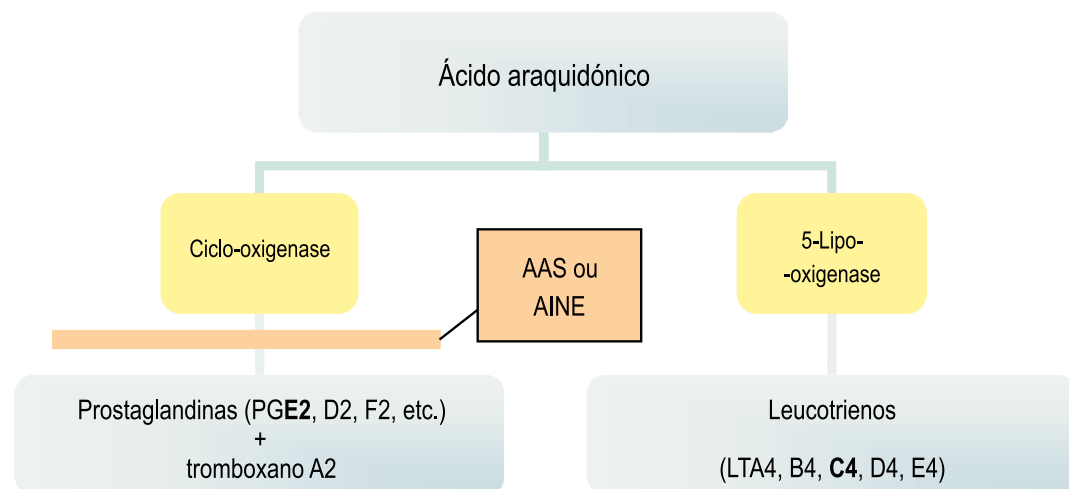 Ácido araquidónico
Ciclo-oxigenase
AAS ou
AINE
5-Lipo-
-oxigenase
Prostaglandinas (PGE2, D2, F2, etc.)
+
tromboxano A2
Leucotrienos
(LTA4, B4, C4, D4, E4)